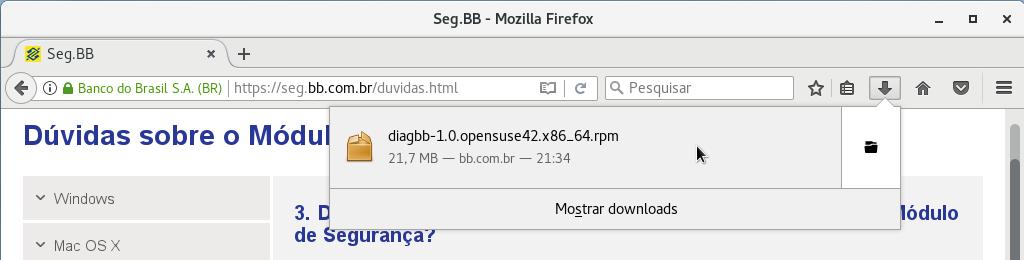 Seg.BB - Mozilla Firefox
Seg.BB
Banco do Brasil S.A. (BR)
https://seg.bb.com.br/duvidas.html
Pesquisar
Dúvidas sobre o Módu
diagbb-1.0.opensuse42.x86_64.rpm
21,7 MB — bb.com.br — 21:34
Mostrar downloads
Windows
Mac OS X
3. D
Módulo
de Segurança?